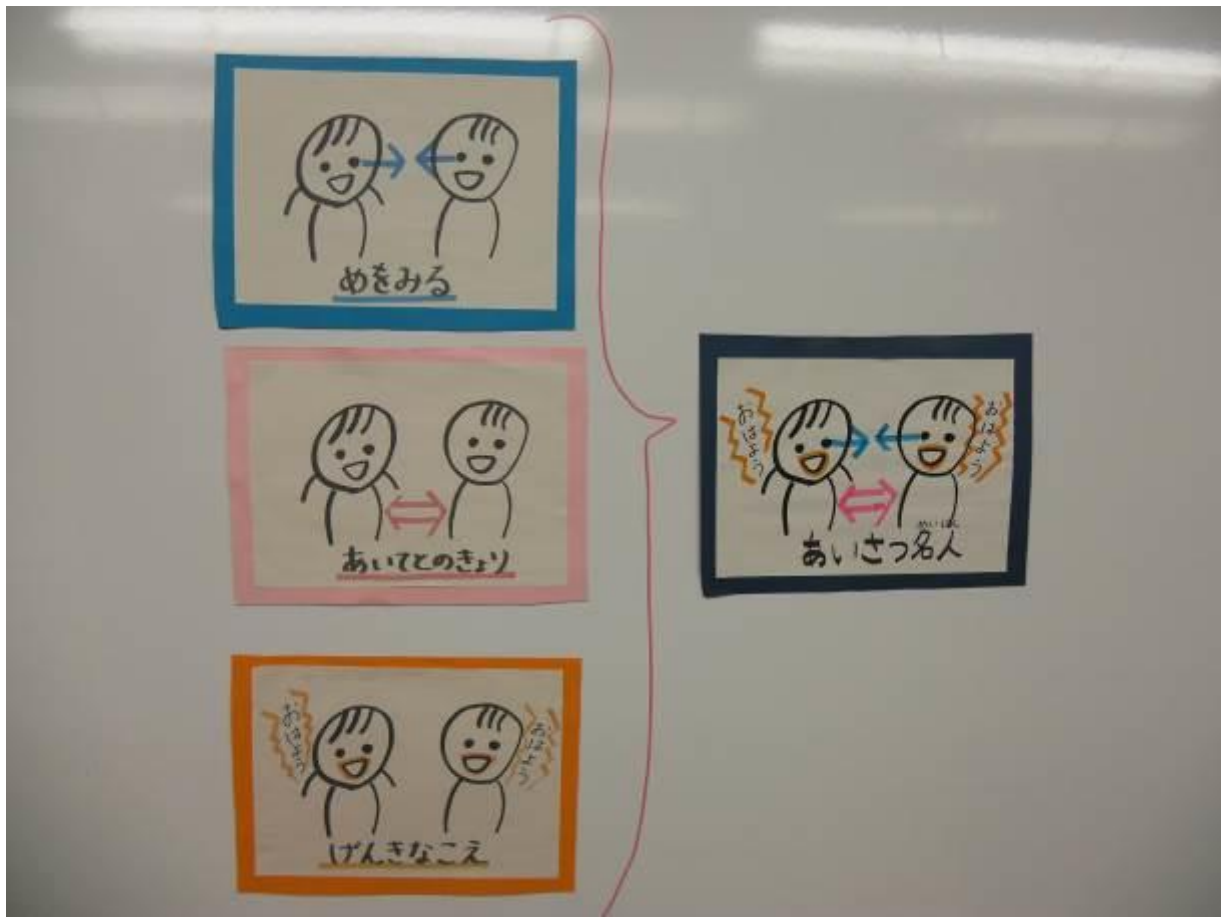 めをみる
あいてとのきょり
おはよう
おはよう
げんきなこえ
おはよう
おはよう
めいじん
あいさつ名人